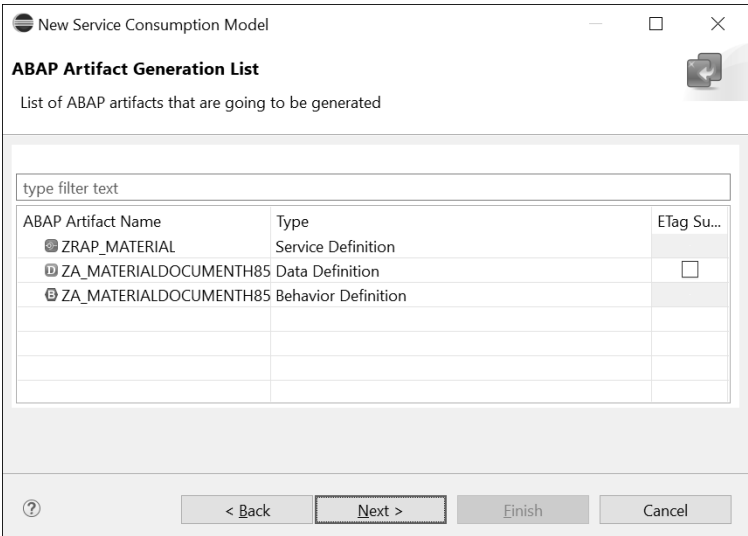 New Service Consumption Model
ABAP Artifact Generation List
List of ABAP artifacts that are going to be generated
type filter text
ABAP Artifact Name Type ETag Su...
ZRAP_MATERIAL Service Definition
ZA_MATERIALDOCUMENTH85 Data Definition
ZA_MATERIALDOCUMENTH85 Behavior Definition
< Back Next > Finish Cancel